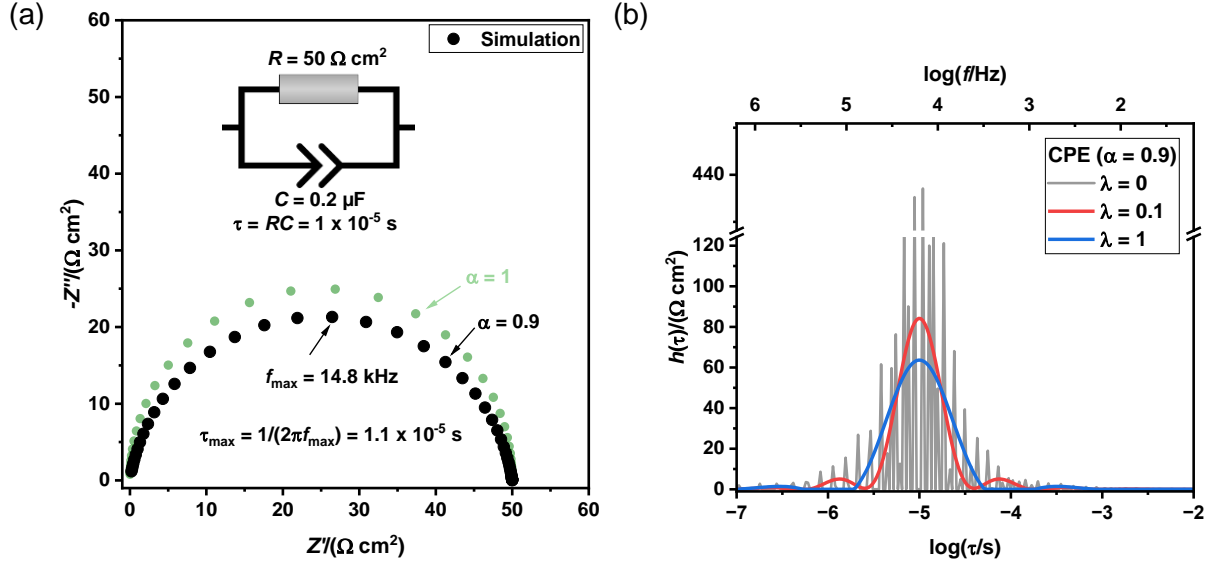 (a)
60
50
40
30
20
10
0
-Z''/(Ω cm²)
Simulation
R = 50 Ω cm²
C = 0.2 µF
τ = RC = 1 x 10⁻⁵ s
α = 1
α = 0.9
fmax = 14.8 kHz
τmax = 1/(2πfmax) = 1.1 x 10⁻⁵ s
0 10 20 30 40 50 60
Z'/(Ω cm²)
(b)
log(f/Hz)
6 5 4 3 2
CPE (α = 0.9)
λ = 0
λ = 0.1
λ = 1
440
120
100
80
60
40
20
0
h(τ)/(Ω cm²)
−7 −6 −5 −4 −3 −2
log(τ/s)